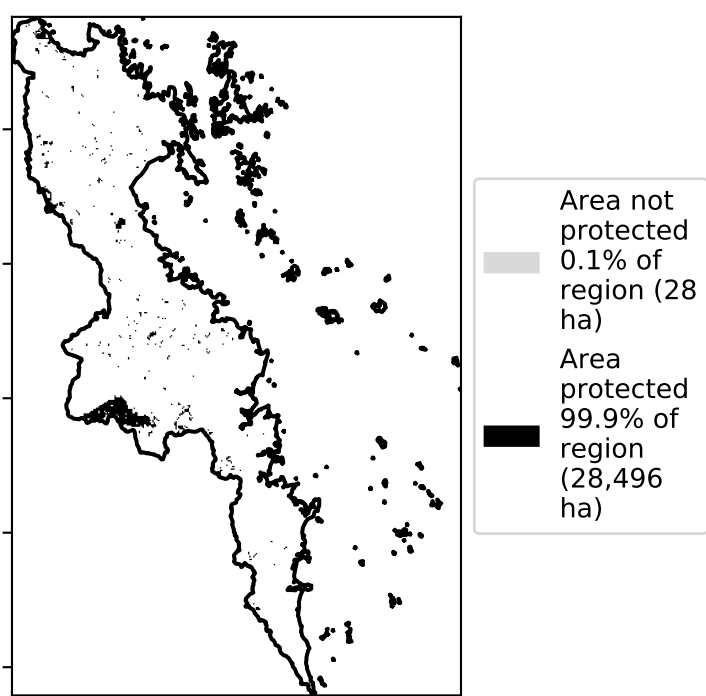 Area not
protected
0.1% of
region (28
ha)
Area
protected
99.9% of
region
(28,496
ha)